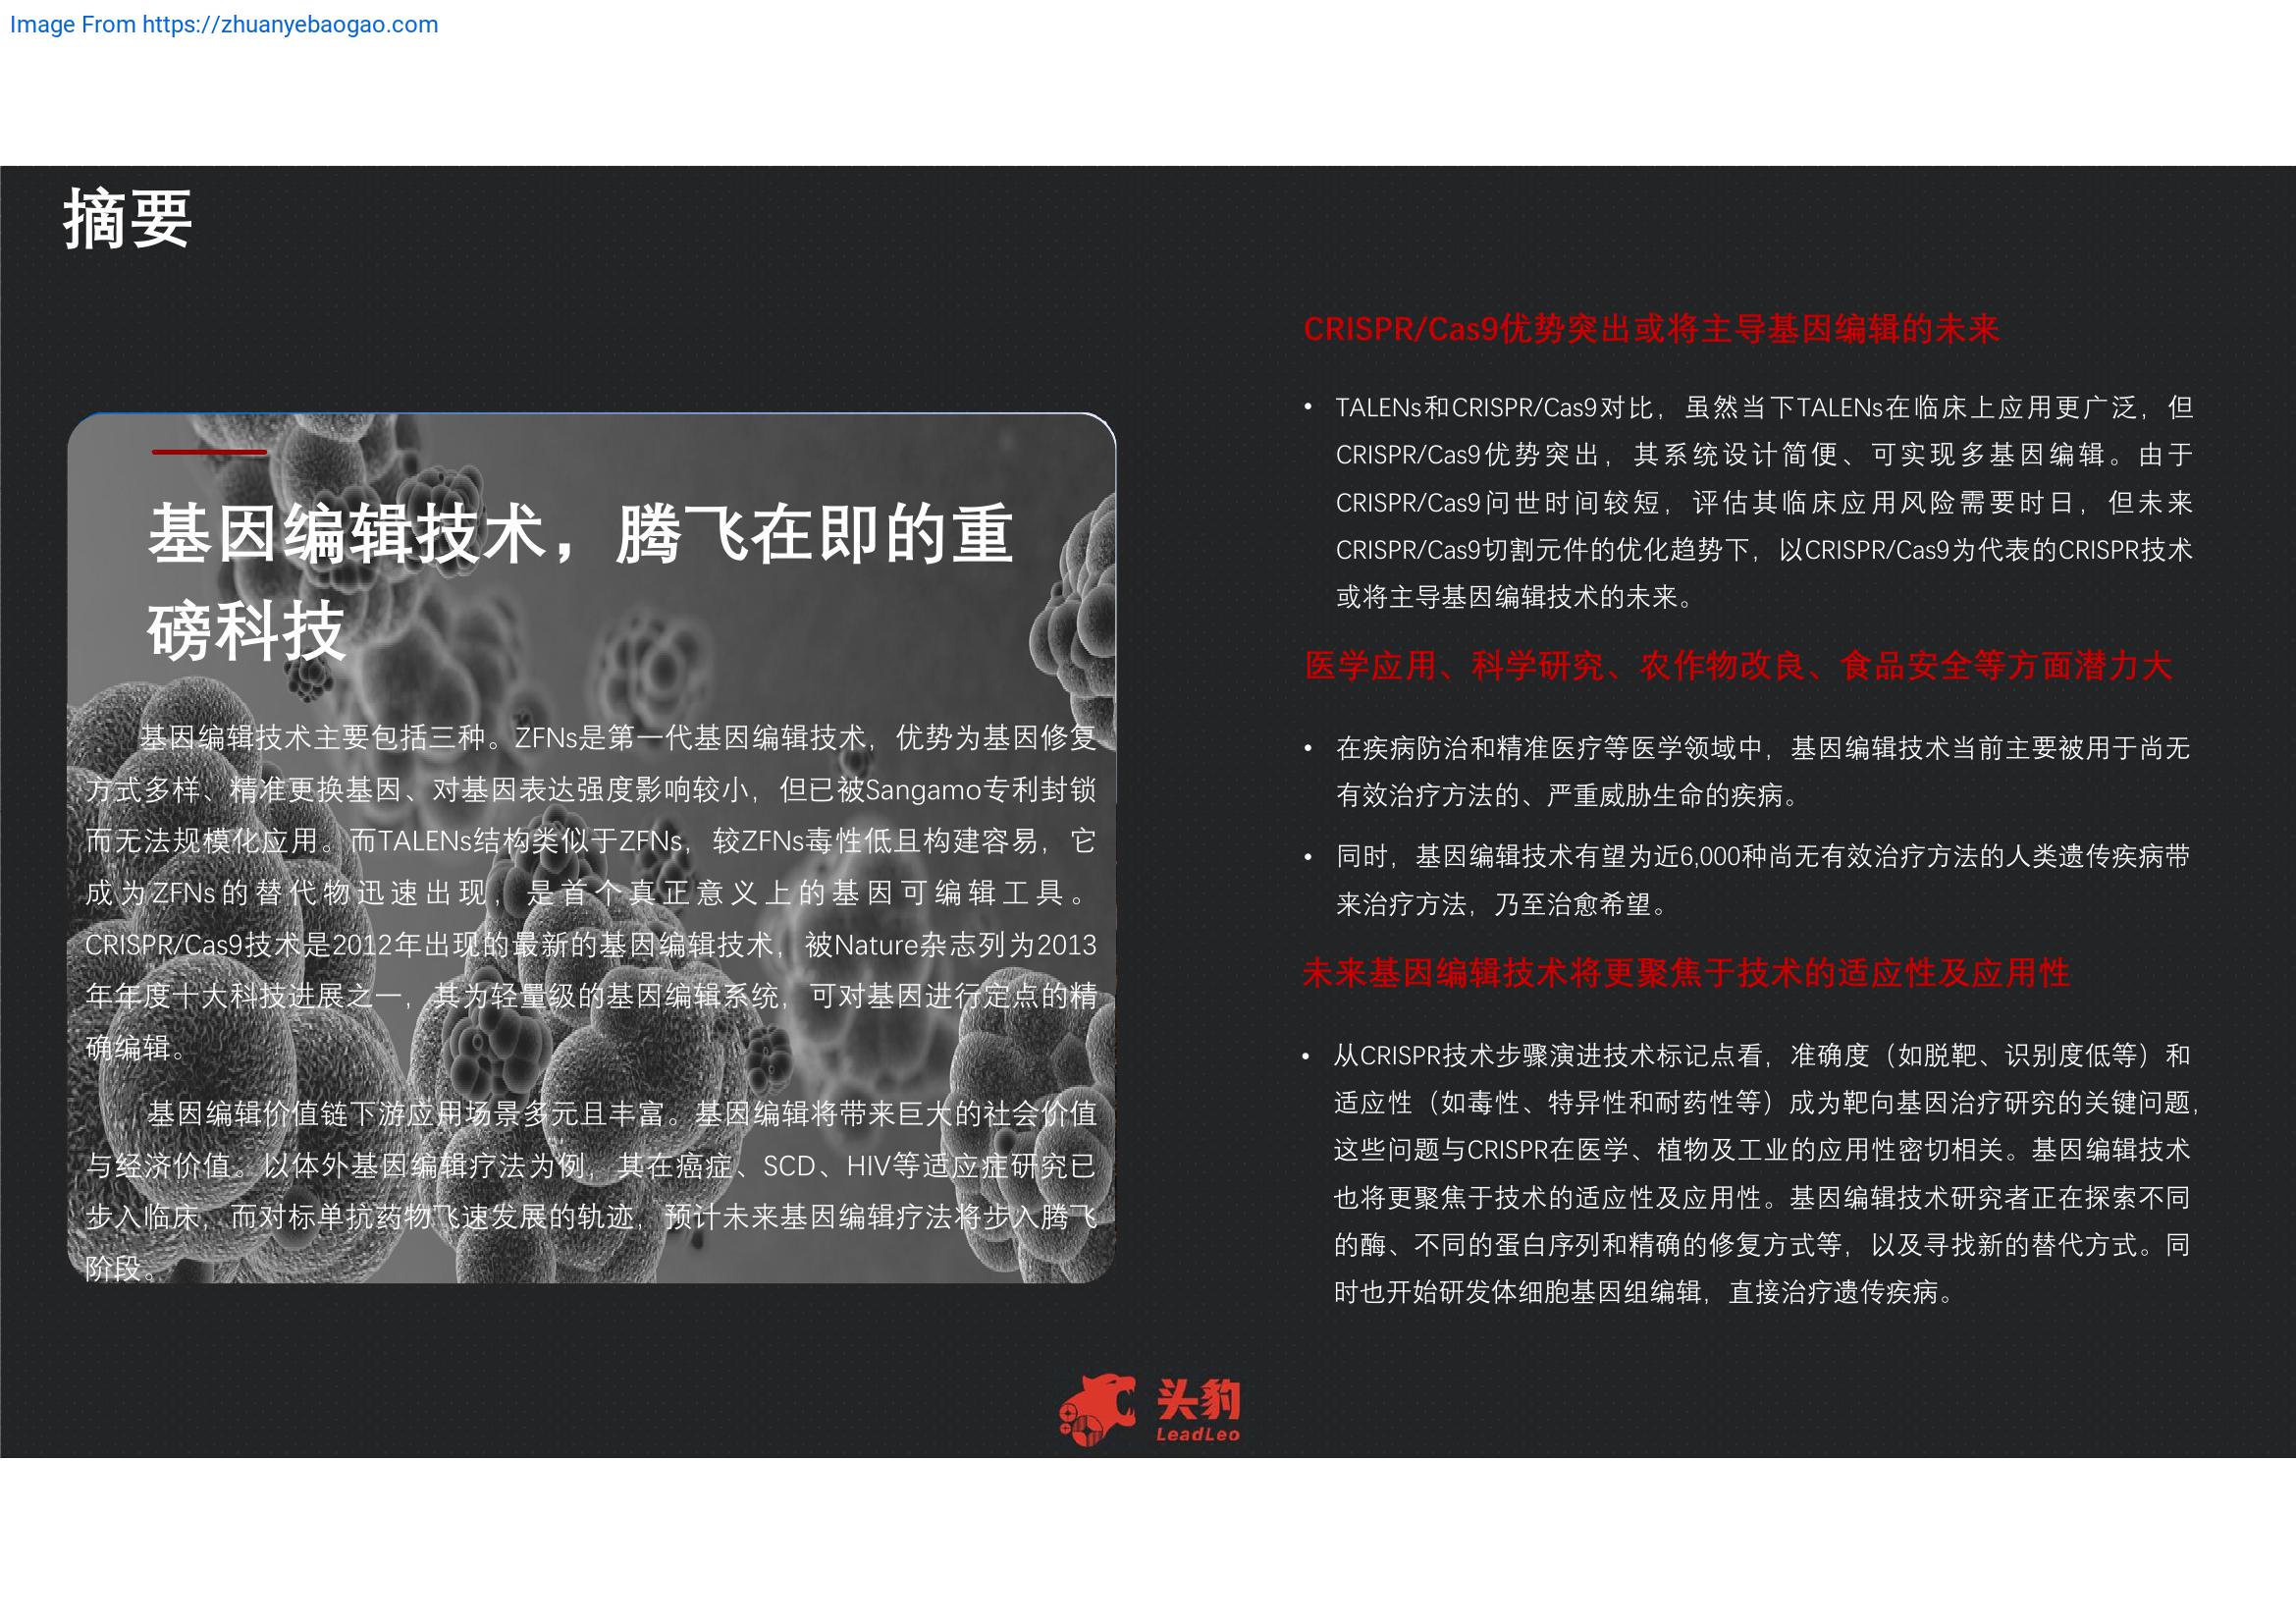 Image From https://zhuanyebaogao.com
摘要
基因编辑技术，腾飞在即的重
磅科技
基因编辑技术主要包括三种。ZFNs是第一代基因编辑技术，优势为基因修复
方式多样、精准更换基因、对基因表达强度影响较小，但已被Sangamo专利封锁
而无法规模化应用。而TALENs结构类似于ZFNs，较ZFNs毒性低且构建容易，它
成为ZFNs的替代物迅速出现，是首个真正意义上的基因可编辑工具。
CRISPR/Cas9技术是2012年出现的最新的基因编辑技术，被Nature杂志列为2013
年年度十大科技进展之一，其为轻量级的基因编辑系统，可对基因进行定点的精
确编辑。
基因编辑价值链下游应用场景多元且丰富。基因编辑将带来巨大的社会价值
与经济价值。以体外基因编辑疗法为例，其在癌症、SCD、HIV等适应症研究已
步入临床，而对标单抗药物飞速发展的轨迹，预计未来基因编辑疗法将步入腾飞
阶段。
CRISPR/Cas9优势突出或将主导基因编辑的未来
• TALENs和CRISPR/Cas9对比，虽然当下TALENs在临床上应用更广泛，但
CRISPR/Cas9优势突出，其系统设计简便、可实现多基因编辑。由于
CRISPR/Cas9问世时间较短，评估其临床应用风险需要时日，但未来
CRISPR/Cas9切割元件的优化趋势下，以CRISPR/Cas9为代表的CRISPR技术
或将主导基因编辑技术的未来。
医学应用、科学研究、农作物改良、食品安全等方面潜力大
• 在疾病防治和精准医疗等医学领域中，基因编辑技术当前主要被用于尚无
有效治疗方法的、严重威胁生命的疾病。
• 同时，基因编辑技术有望为近6,000种尚无有效治疗方法的人类遗传疾病带
来治疗方法，乃至治愈希望。
未来基因编辑技术将更聚焦于技术的适应性及应用性
• 从CRISPR技术步骤演进技术标记点看，准确度（如脱靶、识别度低等）和
适应性（如毒性、特异性和耐药性等）成为靶向基因治疗研究的关键问题，
这些问题与CRISPR在医学、植物及工业的应用性密切相关。基因编辑技术
也将更聚焦于技术的适应性及应用性。基因编辑技术研究者正在探索不同
的酶、不同的蛋白序列和精确的修复方式等，以及寻找新的替代方式。同
时也开始研发体细胞基因组编辑，直接治疗遗传疾病。
头豹
LeadLeo